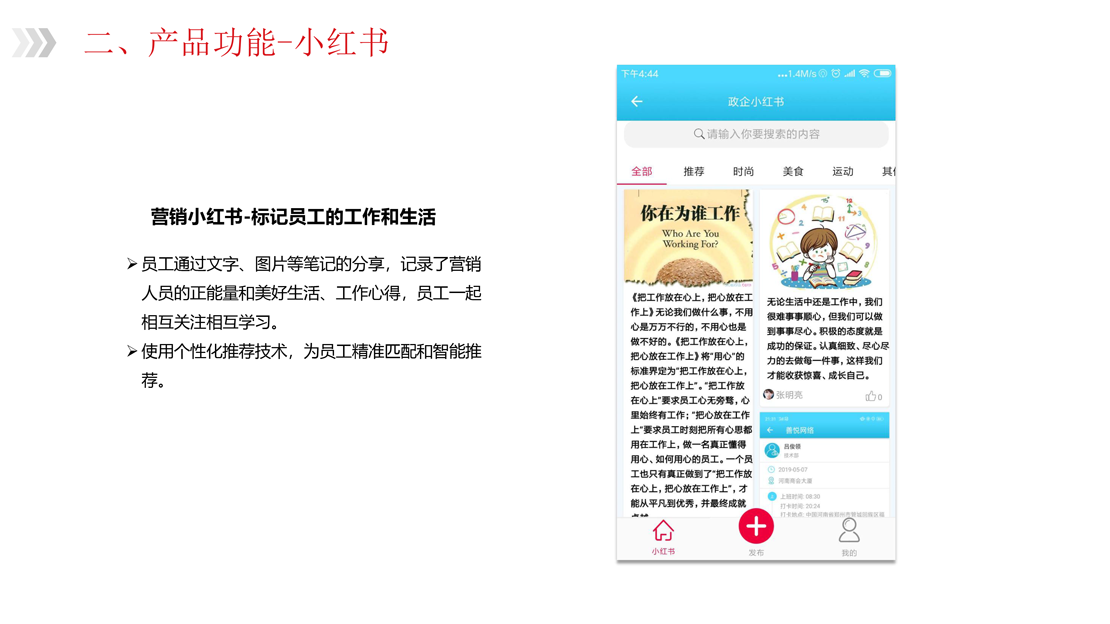 二、产品功能-小红书
营销小红书-标记员工的工作和生活
➢员工通过文字、图片等笔记的分享，记录了营销
人员的正能量和美好生活、工作心得，员工一起
相互关注相互学习。
➢使用个性化推荐技术，为员工精准匹配和智能推
荐。
下午4:44
...1.4M/s
政企小红书
请输入你要搜索的内容
全部 推荐 时尚 美食 运动
你在为谁工作
Who Are You
Working For?
《把工作放在心上，把心放在工
作上》无论我们做什么事，不用
心是万万不行的，不用心也是
做不好的。《把工作放在心上，
把心放在工作上》将“用心”的
标准界定为“把工作放在心上，
把心放在工作上”。“把工作放
在心上”要求员工心无旁骛，心
里始终有工作；“把心放在工作
上”要求员工时刻把所有心思都
用在工作上，做一名真正懂得
用心、如何用心的员工。一个员
工也只有真正做到了“把工作放
在心上，把心放在工作上”，才
能从平凡到优秀，并最终成就
无论生活中还是工作中，我们
很难事事顺心，但我们可以做
到事事尽心。积极的态度就是
成功的保证。认真细致、尽心尽
力的去做每一件事，这样我们
才能收获惊喜、成长自己。
张明亮
0
善悦网络
吕俊领
技术部
2019-05-07
河南商会大厦
上班时间: 08:30
打卡时间: 20:24
小红书 发布 我的